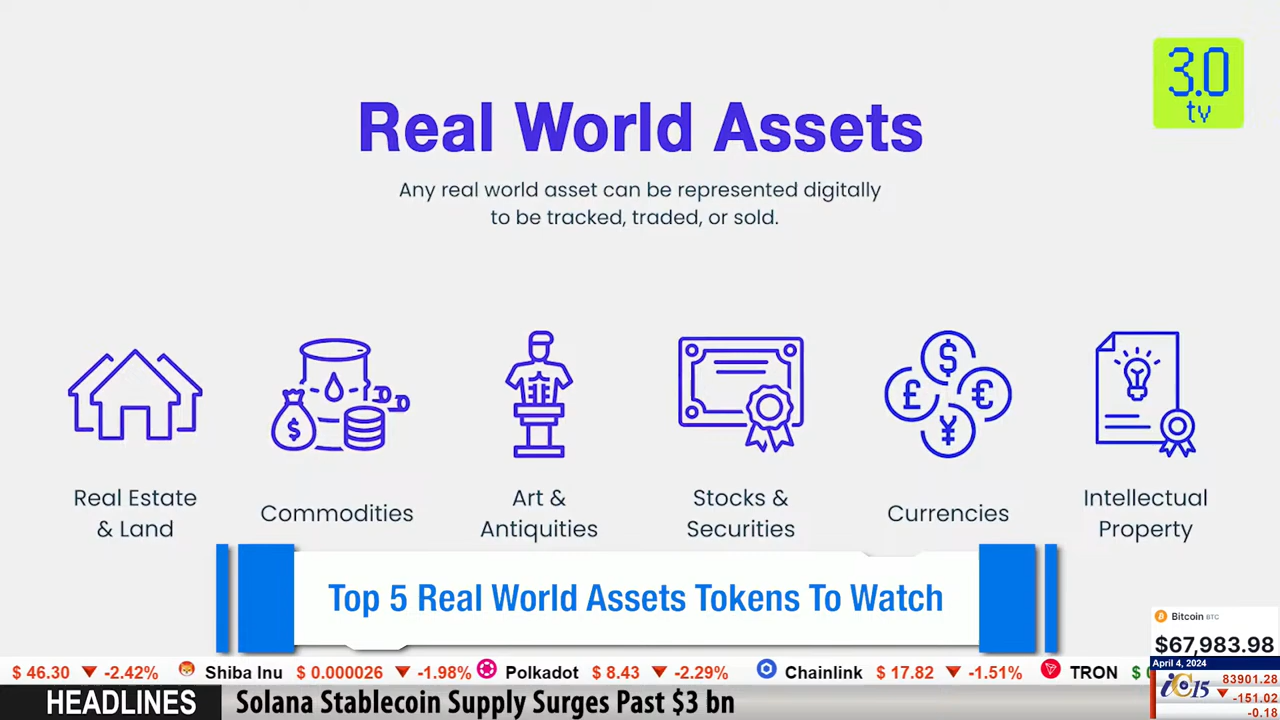 3.0
tv
Real World Assets
Any real world asset can be represented digitally
to be tracked, traded, or sold.
$
$
£
€
¥
Real Estate
& Land
Commodities
Art &
Antiquities
Stocks &
Securities
Currencies
Intellectual
Property
Top 5 Real World Assets Tokens To Watch
Bitcoin BTC
$67,983.98
April 4, 2024
ic15
83901.28
-151.02
-0.18
$ 46.30 -2.42% Shiba Inu $ 0.000026 -1.98% Polkadot $ 8.43 -2.29% Chainlink $ 17.82 -1.51% TRON $
HEADLINES Solana Stablecoin Supply Surges Past $3 bn